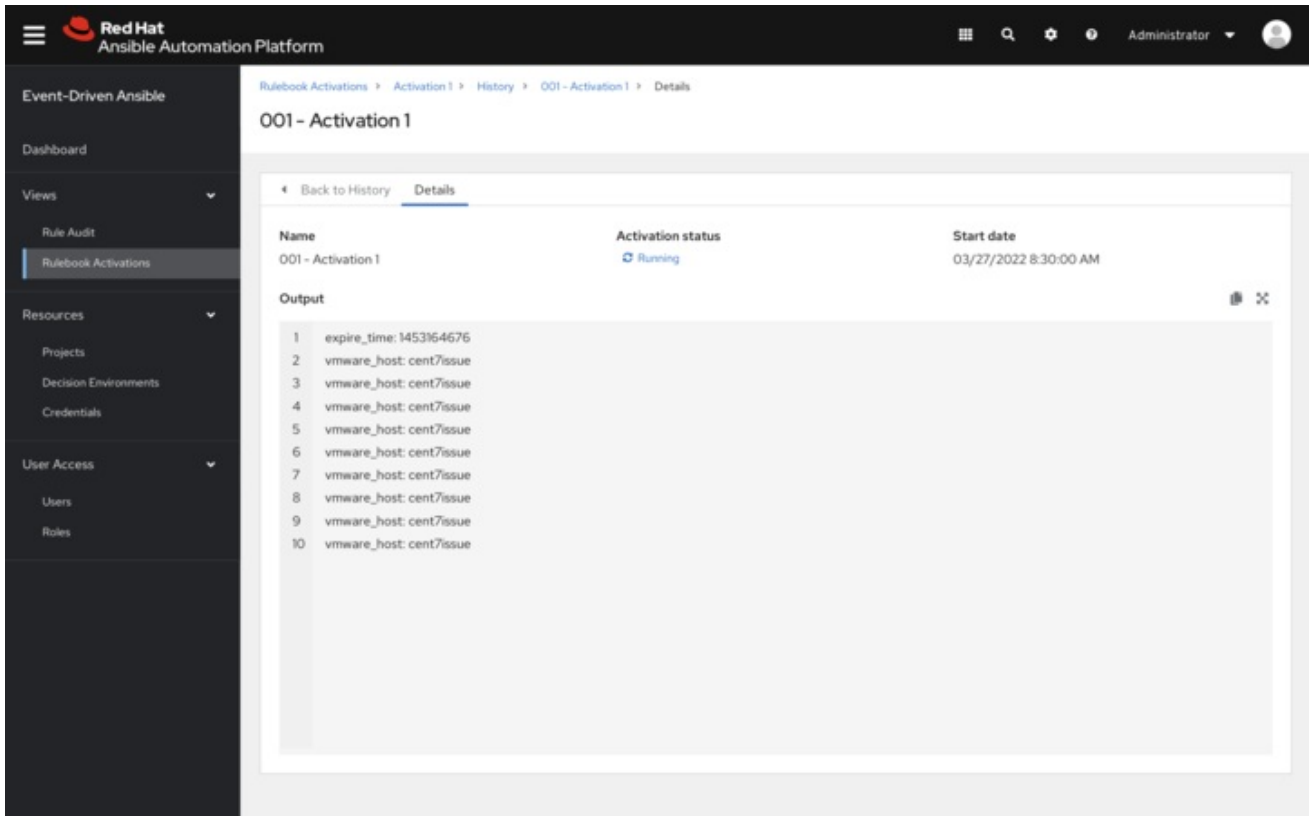 Red Hat
Ansible Automation Platform
Administrator
Event-Driven Ansible
Dashboard
Views
Rule Audit
Rulebook Activations
Resources
Projects
Decision Environments
Credentials
User Access
Users
Roles
Rulebook Activations > Activation 1 > History > 001 - Activation 1 > Details
001 - Activation 1
Back to History Details
Name Activation status Start date
001 - Activation 1 Running 03/27/2022 8:30:00 AM
Output
1 expire_time: 1453164676
2 vmware_host: cent7issue
3 vmware_host: cent7issue
4 vmware_host: cent7issue
5 vmware_host: cent7issue
6 vmware_host: cent7issue
7 vmware_host: cent7issue
8 vmware_host: cent7issue
9 vmware_host: cent7issue
10 vmware_host: cent7issue